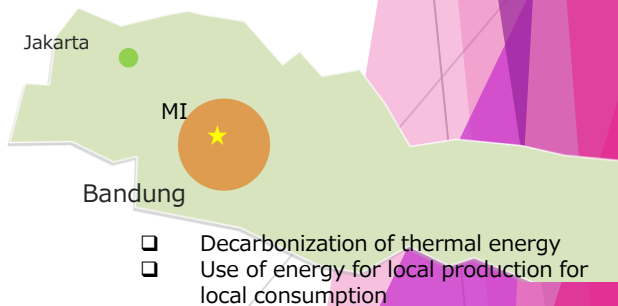 Jakarta
MI
Bandung
❑ Decarbonization of thermal energy
❑ Use of energy for local production for
local consumption